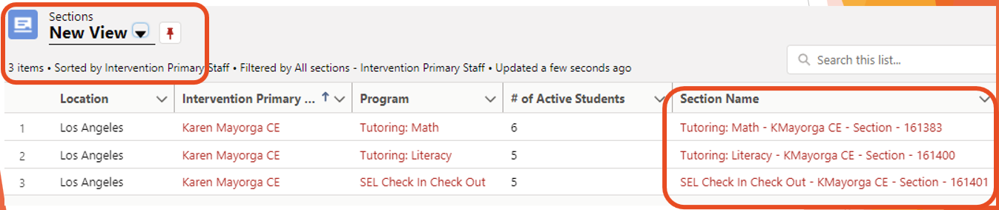 Sections
New View
3 items • Sorted by Intervention Primary Staff • Filtered by All sections - Intervention Primary Staff • Updated a few seconds ago
Search this list...
Location Intervention Primary ... Program # of Active Students Section Name
1 Los Angeles Karen Mayorga CE Tutoring: Math 6 Tutoring: Math - KMayorga CE - Section - 161383
2 Los Angeles Karen Mayorga CE Tutoring: Literacy 5 Tutoring: Literacy - KMayorga CE - Section - 161400
3 Los Angeles Karen Mayorga CE SEL Check In Check Out 5 SEL Check In Check Out - KMayorga CE - Section - 161401